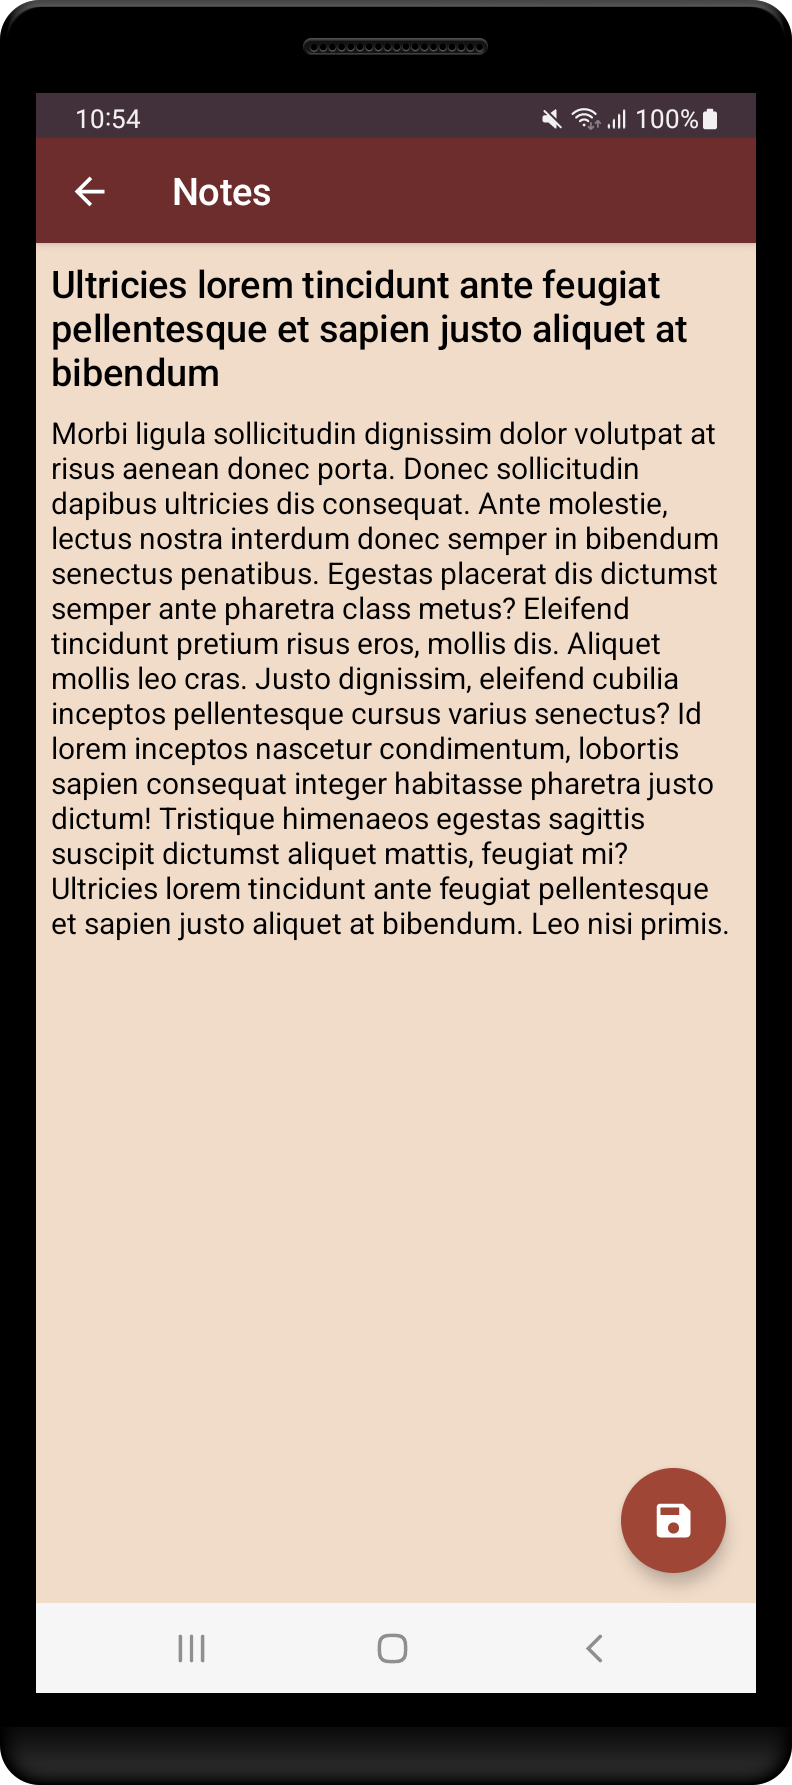 10:54
100%
Notes
Ultricies lorem tincidunt ante feugiat
pellentesque et sapien justo aliquet at
bibendum
Morbi ligula sollicitudin dignissim dolor volutpat at
risus aenean donec porta. Donec sollicitudin
dapibus ultricies dis consequat. Ante molestie,
lectus nostra interdum donec semper in bibendum
senectus penatibus. Egestas placerat dis dictumst
semper ante pharetra class metus? Eleifend
tincidunt pretium risus eros, mollis dis. Aliquet
mollis leo cras. Justo dignissim, eleifend cubilia
inceptos pellentesque cursus varius senectus? Id
lorem inceptos nascetur condimentum, lobortis
sapien consequat integer habitasse pharetra justo
dictum! Tristique himenaeos egestas sagittis
suscipit dictumst aliquet mattis, feugiat mi?
Ultricies lorem tincidunt ante feugiat pellentesque
et sapien justo aliquet at bibendum. Leo nisi primis.